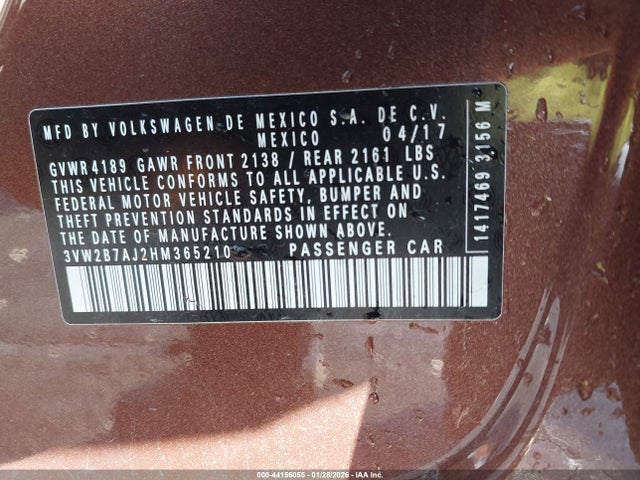 MFD BY VOLKSWAGEN DE MEXICO S.A. DE C.V.
MEXICO 04/17
GVWR 4189 GAWR FRONT 2138 / REAR 2161 LBS
THIS VEHICLE CONFORMS TO ALL APPLICABLE U.S.
FEDERAL MOTOR VEHICLE SAFETY, BUMPER AND
THEFT PREVENTION STANDARDS IN EFFECT ON
THE DATE OF MANUFACTURE SHOWN ABOVE.
3VW2B7AJ2HM365210 PASSENGER CAR
1417469 3156 M
000-44156055 | 01/28/2026 | IAA Inc.